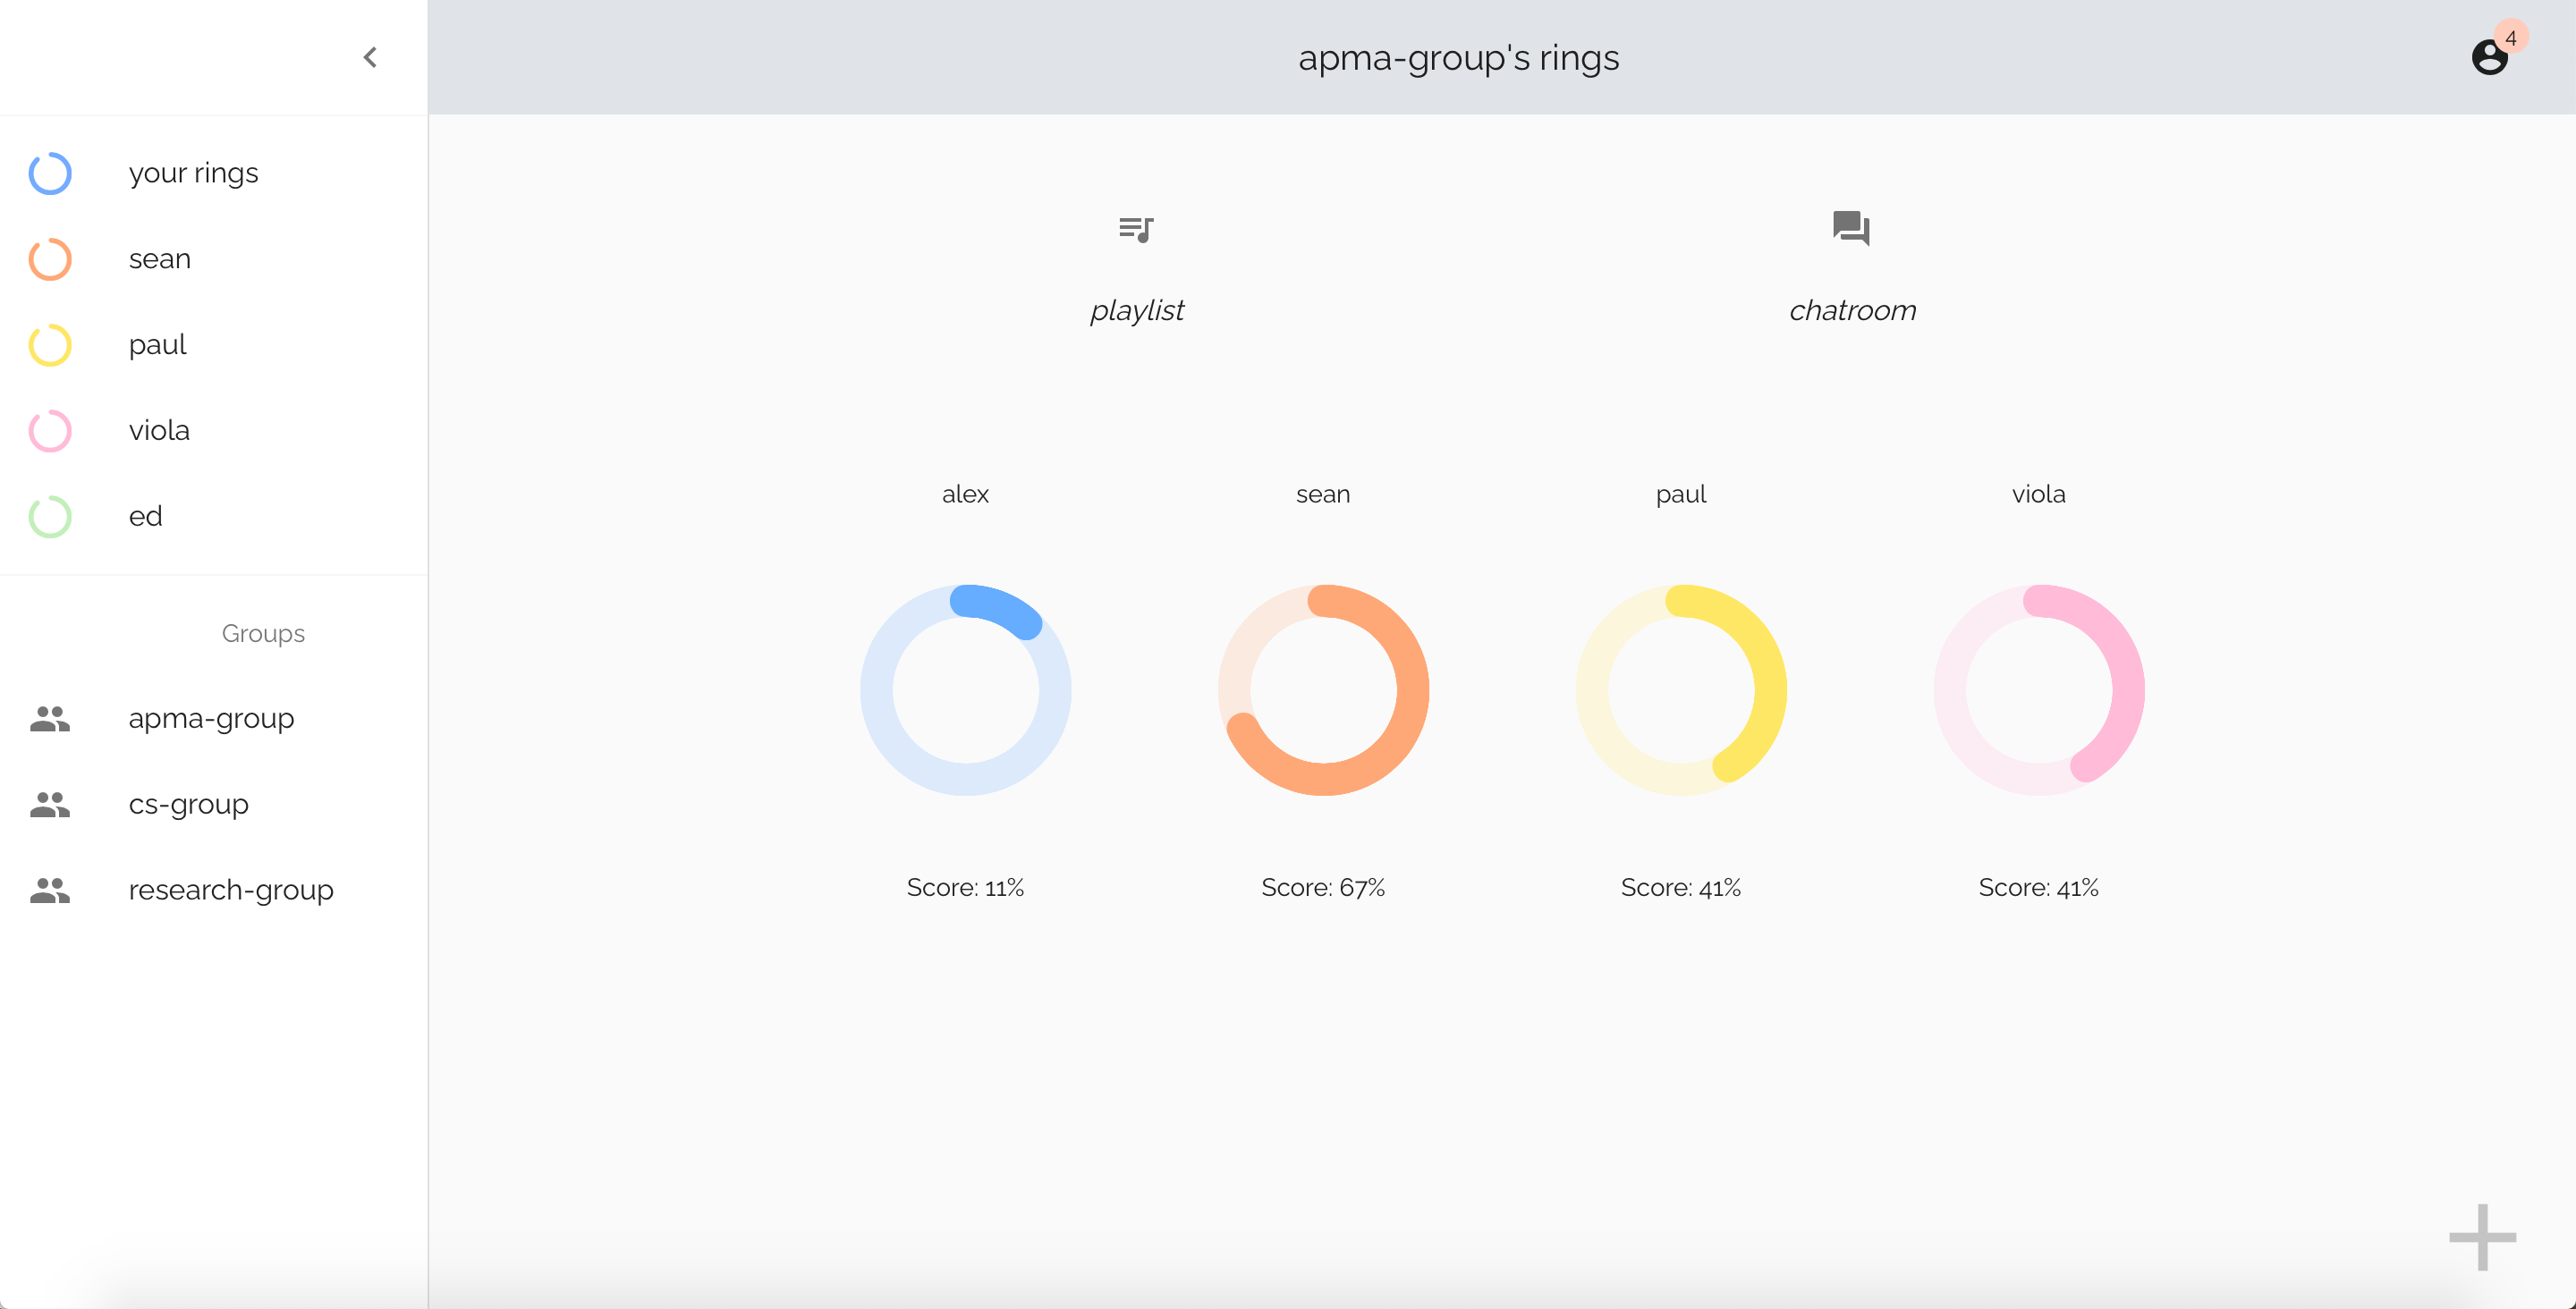 apma-group's rings
4
your rings
sean
paul
viola
ed
Groups
apma-group
cs-group
research-group
playlist
chatroom
alex
sean
paul
viola
Score: 11%
Score: 67%
Score: 41%
Score: 41%